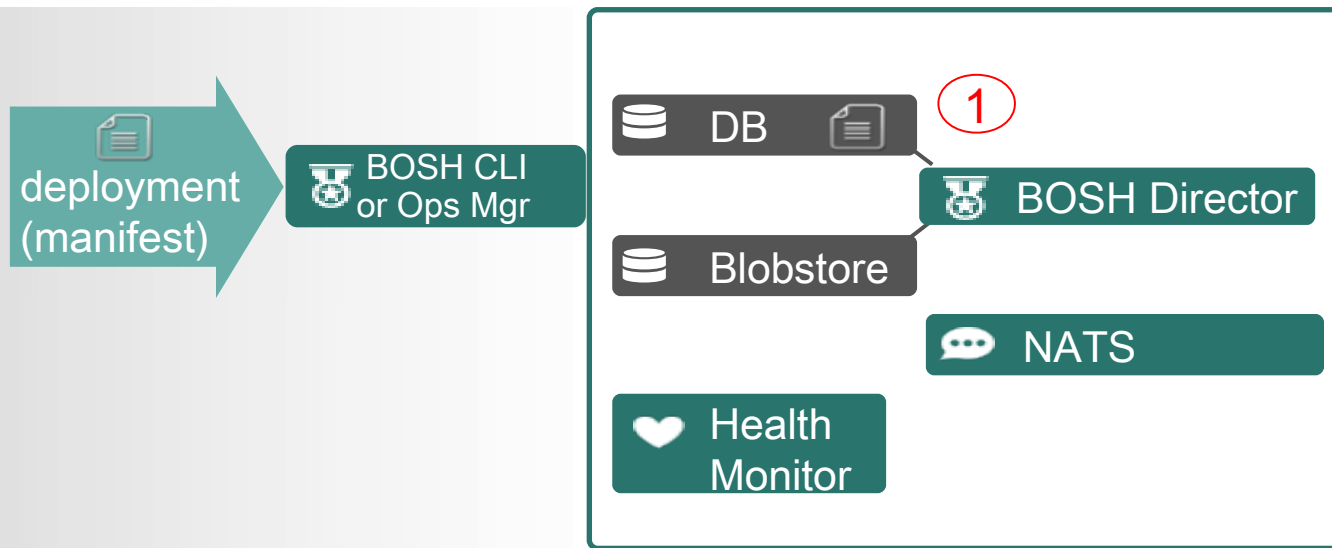 deployment
(manifest)
BOSH CLI
or Ops Mgr
DB
1
BOSH Director
Blobstore
NATS
Health
Monitor